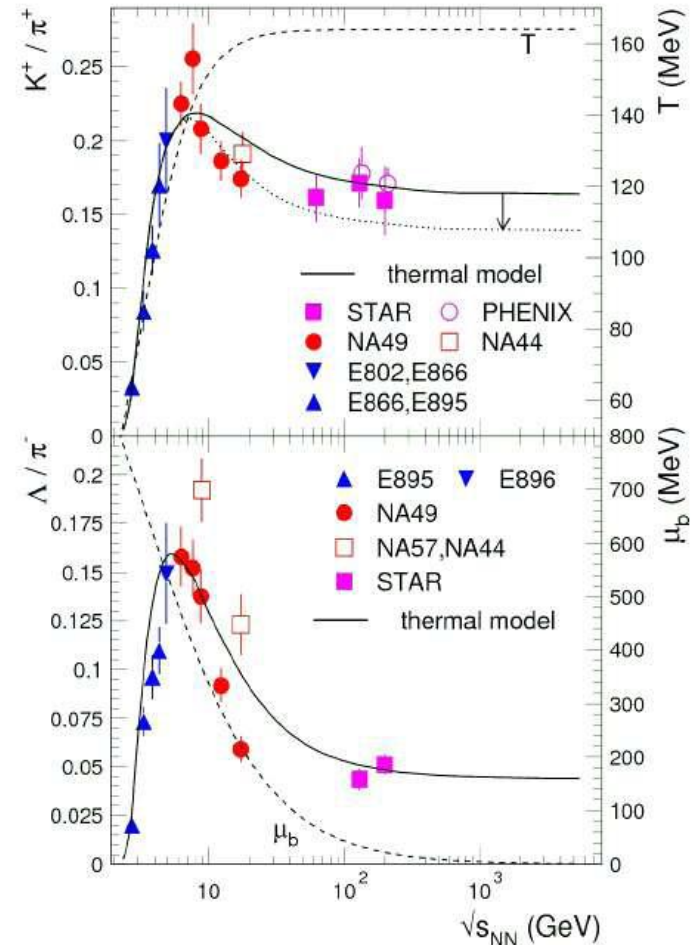 K⁺ / π⁺
0.25
0.2
0.15
0.1
0.05
0
T
160
140
120
100
80
60
T (MeV)
thermal model
STAR PHENIX
NA49 NA44
E802,E866
E866,E895
Λ / π⁻
0.2
0.175
0.15
0.125
0.1
0.075
0.05
0.025
0
800
700
600
500
400
300
200
100
0
μb (MeV)
E895 E896
NA49
NA57,NA44
STAR
thermal model
μb
10 10² 10³
√sNN (GeV)